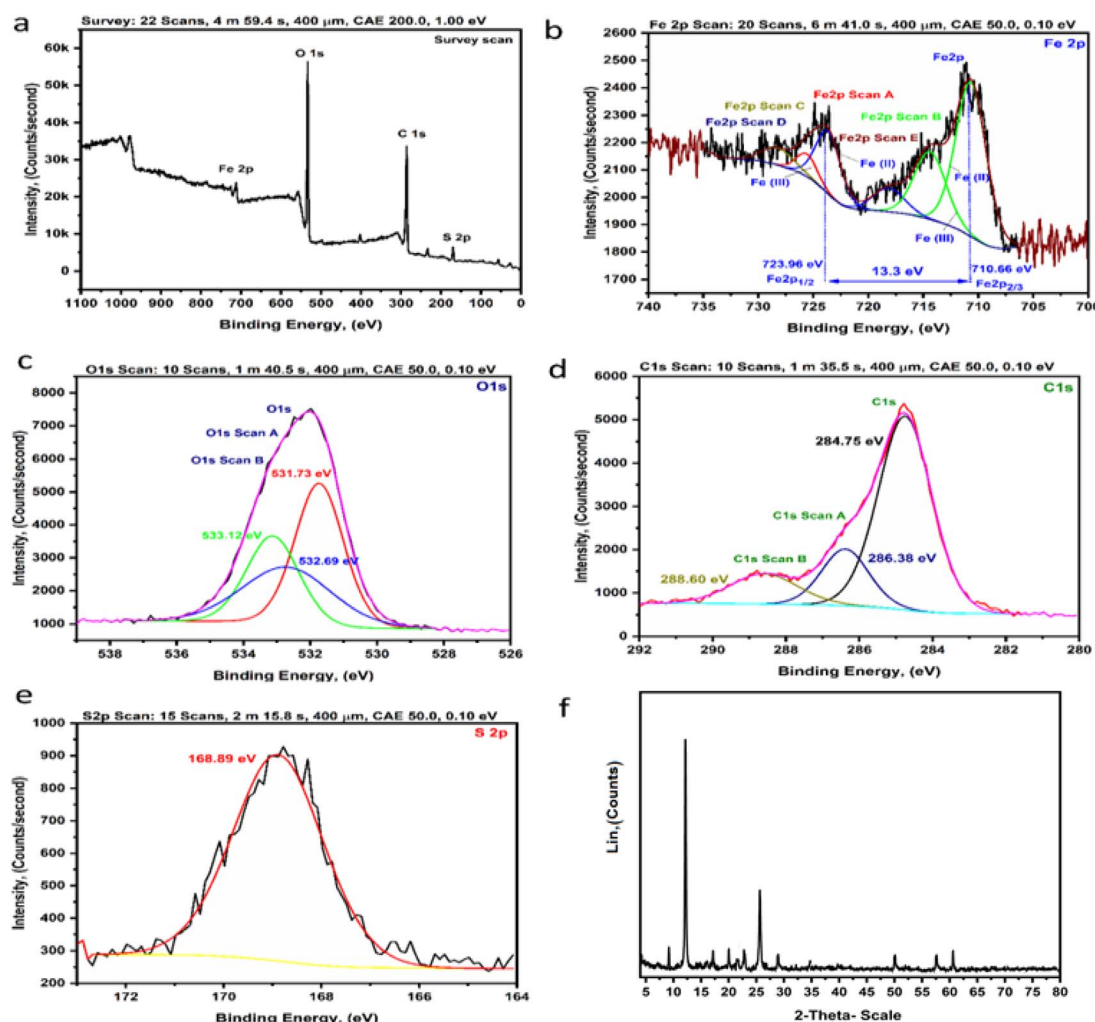 a
Survey: 22 Scans, 4 m 59.4 s, 400 μm, CAE 200.0, 1.00 eV
Survey scan
O 1s
C 1s
Fe 2p
S 2p
60k
50k
40k
30k
20k
10k
0
1100 1000 900 800 700 600 500 400 300 200 100 0
Intensity, (Counts/second)
Binding Energy, (eV)
b
Fe 2p Scan: 20 Scans, 6 m 41.0 s, 400 μm, CAE 50.0, 0.10 eV
Fe 2p
Fe2p
Fe2p Scan C
Fe2p Scan A
Fe2p Scan D
Fe2p Scan B
Fe2p Scan E
Fe (II)
Fe (III)
Fe (II)
Fe (III)
723.96 eV
Fe2p1/2
13.3 eV
710.66 eV
Fe2p2/3
2600
2500
2400
2300
2200
2100
2000
1900
1800
1700
740 735 730 725 720 715 710 705 700
Intensity, (Counts/second)
Binding Energy, (eV)
c
O1s Scan: 10 Scans, 1 m 40.5 s, 400 μm, CAE 50.0, 0.10 eV
O1s
O1s
O1s Scan A
O1s Scan B
531.73 eV
533.12 eV
532.69 eV
8000
7000
6000
5000
4000
3000
2000
1000
538 536 534 532 530 528 526
Intensity, (Counts/second)
Binding Energy, (eV)
d
C1s Scan: 10 Scans, 1 m 35.5 s, 400 μm, CAE 50.0, 0.10 eV
C1s
C1s
284.75 eV
C1s Scan A
C1s Scan B
286.38 eV
288.60 eV
6000
5000
4000
3000
2000
1000
0
292 290 288 286 284 282 280
Intensity, (Counts/second)
Binding Energy, (eV)
e
S2p Scan: 15 Scans, 2 m 15.8 s, 400 μm, CAE 50.0, 0.10 eV
S 2p
168.89 eV
1000
900
800
700
600
500
400
300
200
172 170 168 166 164
Intensity, (Counts/second)
Binding Energy, (eV)
f
Lin,(Counts)
4 10 20 30 40 50 60 70 80
2-Theta- Scale